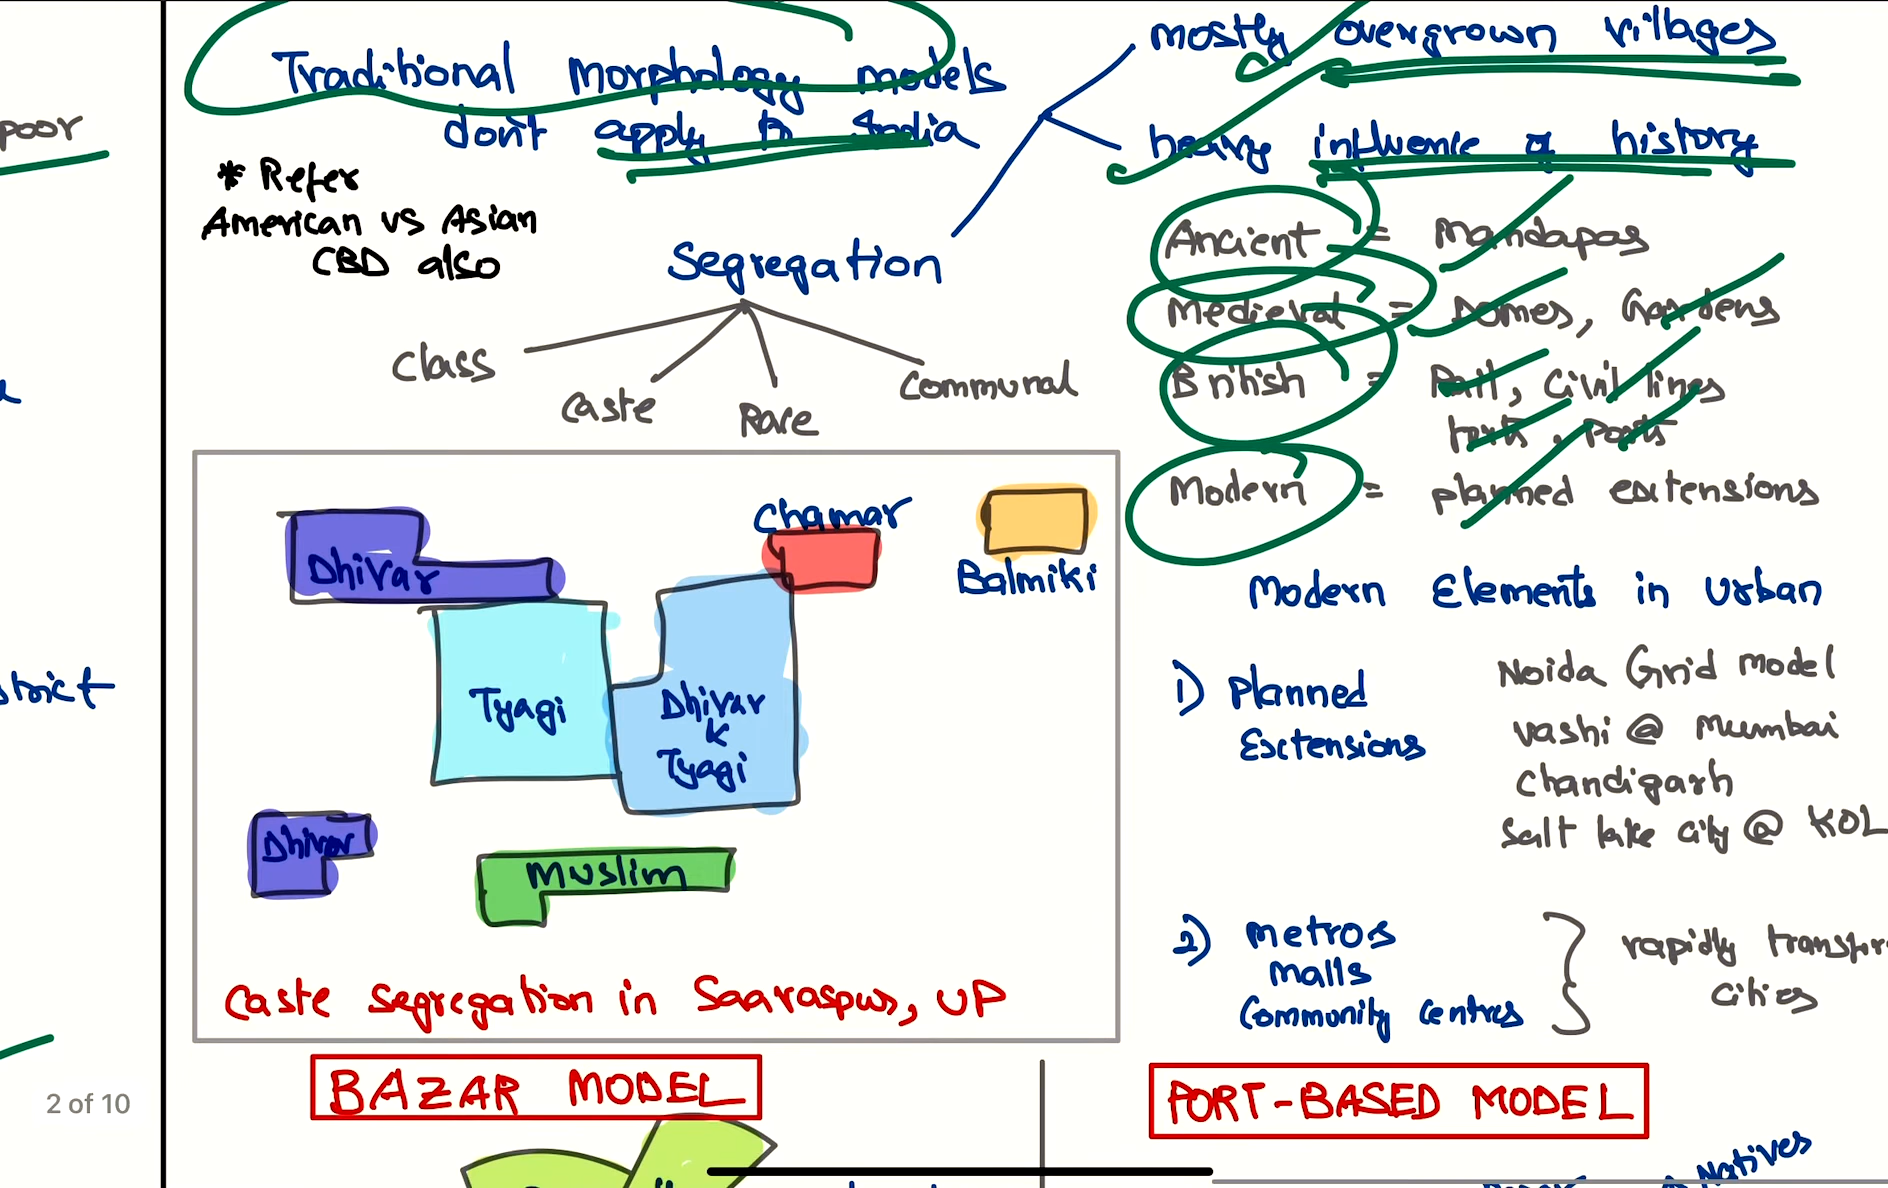 poor
strict
2 of 10
Traditional morphology models
don't apply to India
* Refer
American vs Asian
CBD also
mostly overgrown villages
heavy influence of history
Segregation
Class
Caste
Race
Communal
Ancient = Mandapas
Medieval = Domes, Gardens
British = Rail, Civil lines
forts, Ports
Modern = planned extensions
Dhivar
Chamar
Balmiki
Tyagi
Dhivar
&
Tyagi
Dhivar
Muslim
Caste segregation in Saaraspur, UP
Modern Elements in Urban
1) Planned
Extensions
Noida Grid model
Vashi @ Mumbai
Chandigarh
Salt lake city @ KOL
2) Metros
Malls
Community Centres
rapidly
cities
BAZAR MODEL
PORT-BASED MODEL
Natives